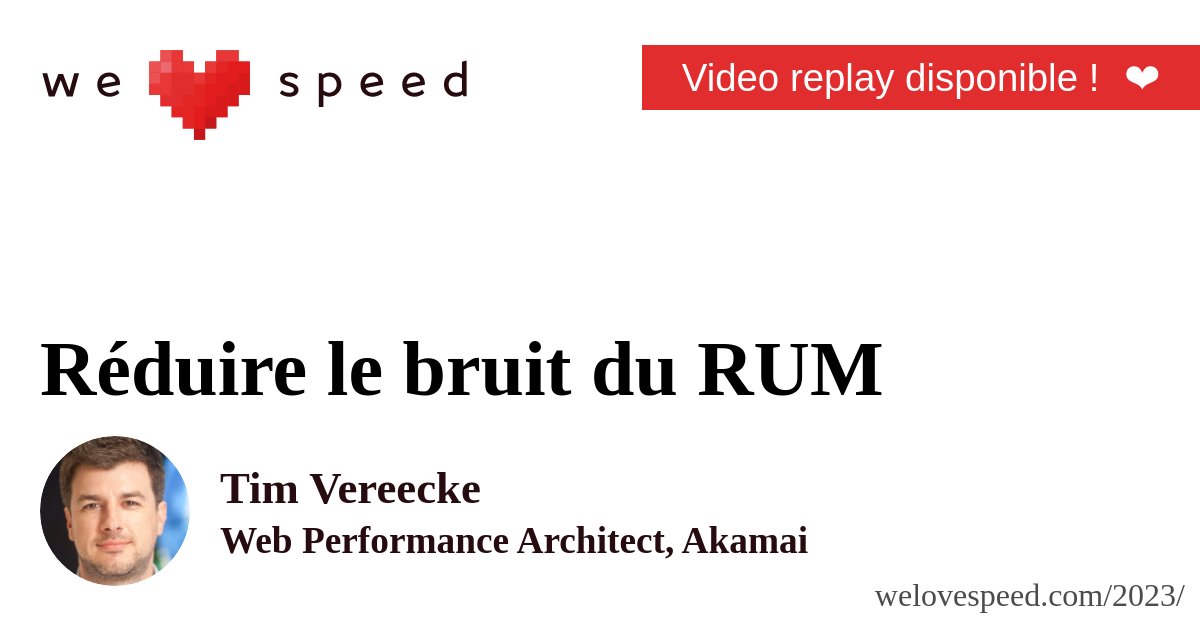 we speed
Video replay disponible ! ❤
Réduire le bruit du RUM
Tim Vereecke
Web Performance Architect, Akamai
welovespeed.com/2023/